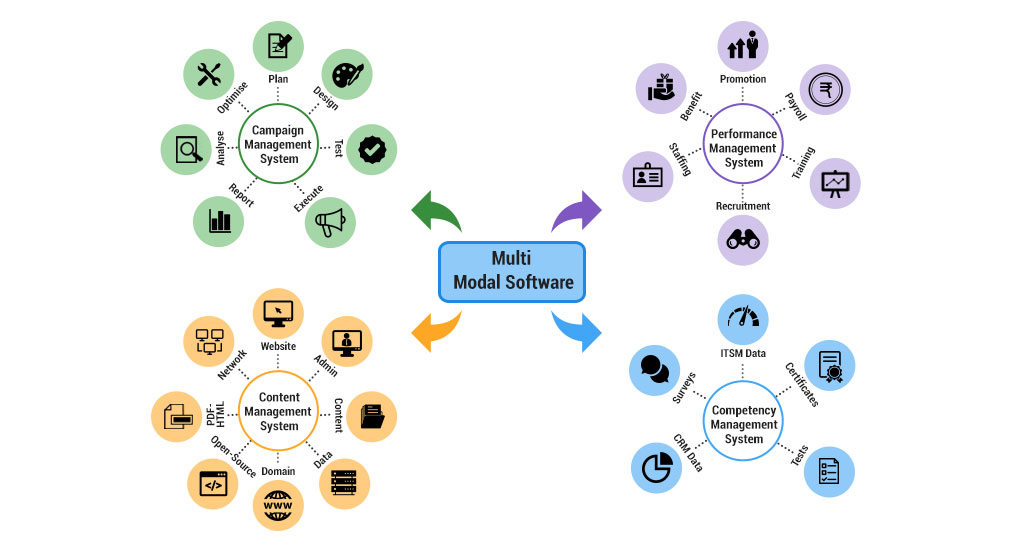 Plan
Design
Test
Execute
Report
Analyse
Optimise
Campaign
Management
System
Promotion
Payroll
Training
Recruitment
Staffing
Benefit
₹
Performance
Management
System
Multi
Modal Software
Website
Admin
Content
Data
Domain
WWW
Open-Source
</>
PDF-
HTML
Network
Content
Management
System
ITSM Data
Certificates
Tests
CRM Data
Surveys
Competency
Management
System